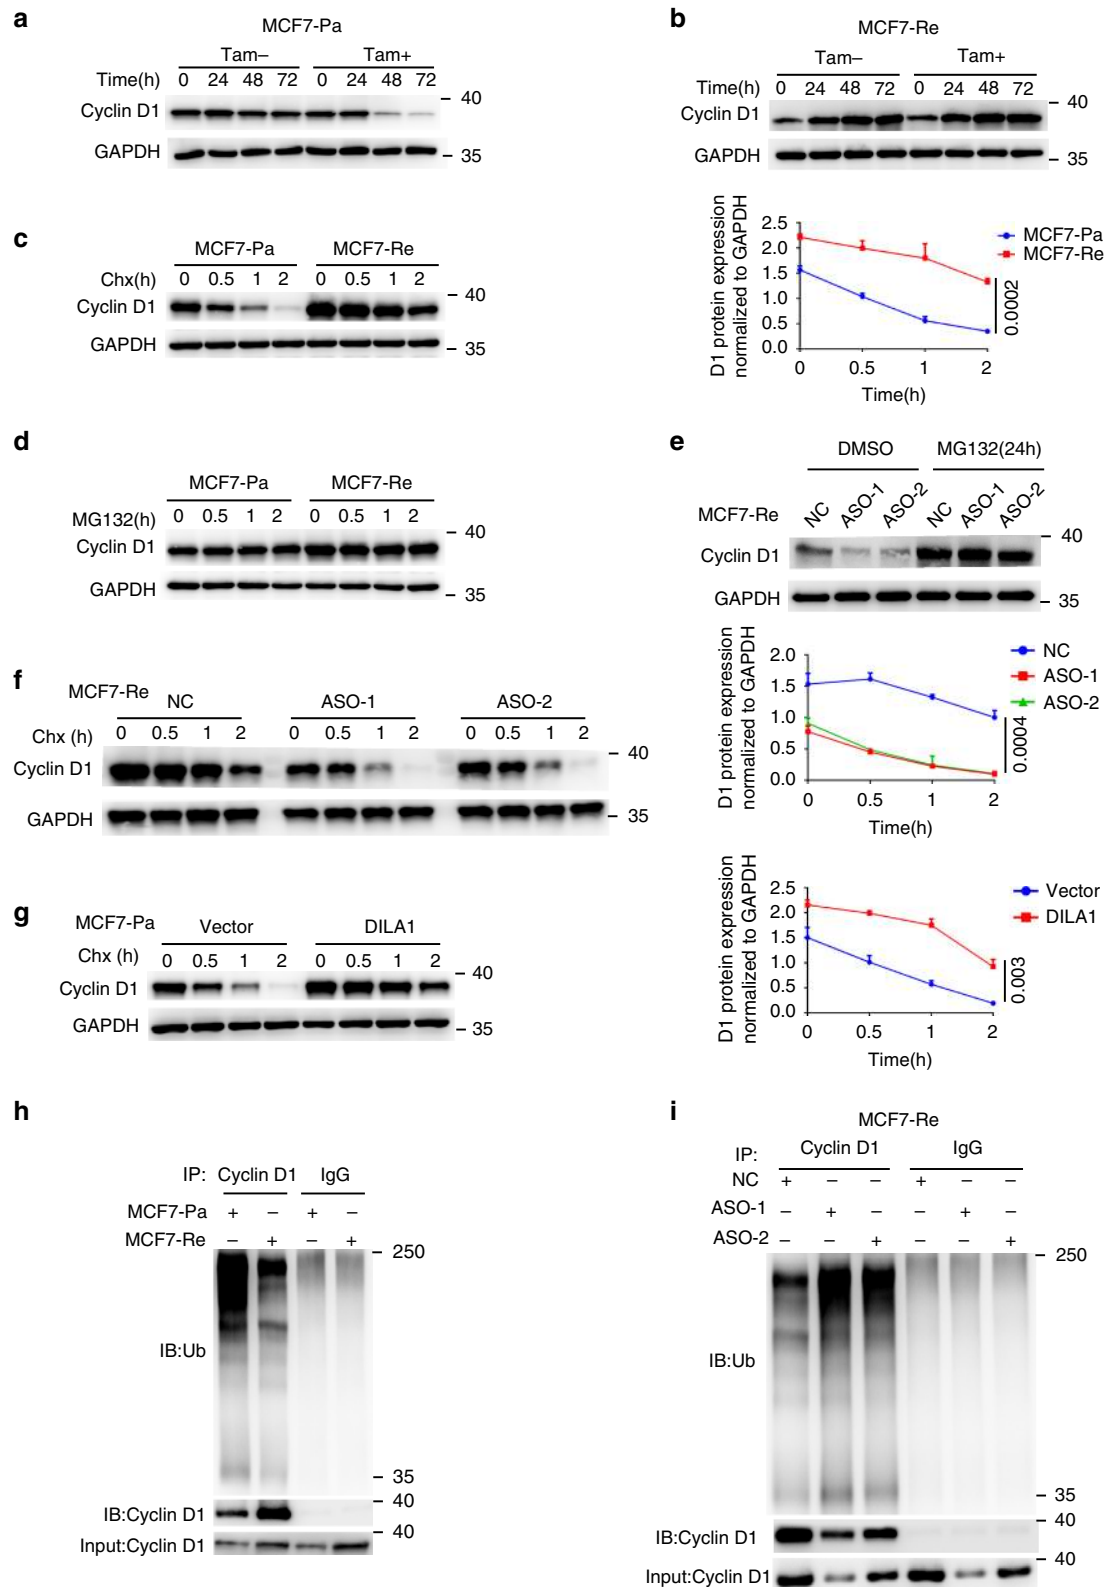 a
MCF7-Pa
Tam– Tam+
Time(h) 0 24 48 72 0 24 48 72
Cyclin D1 40
GAPDH 35
b
MCF7-Re
Tam– Tam+
Time(h) 0 24 48 72 0 24 48 72
Cyclin D1 40
GAPDH 35
c
MCF7-Pa MCF7-Re
Chx(h) 0 0.5 1 2 0 0.5 1 2
Cyclin D1 40
GAPDH 35
D1 protein expression
normalized to GAPDH
2.5
2.0
1.5
1.0
0.5
0.0
0 0.5 1 2
Time(h)
MCF7-Pa
MCF7-Re
0.0002
d
MCF7-Pa MCF7-Re
MG132(h) 0 0.5 1 2 0 0.5 1 2
Cyclin D1 40
GAPDH 35
e
DMSO MG132(24h)
MCF7-Re NC ASO-1 ASO-2 NC ASO-1 ASO-2
Cyclin D1 40
GAPDH 35
f
MCF7-Re
NC ASO-1 ASO-2
Chx (h) 0 0.5 1 2 0 0.5 1 2 0 0.5 1 2
Cyclin D1 40
GAPDH 35
D1 protein expression
normalized to GAPDH
2.0
1.5
1.0
0.5
0.0
0 0.5 1 2
Time(h)
NC
ASO-1
ASO-2
0.0004
g
MCF7-Pa Vector DILA1
Chx (h) 0 0.5 1 2 0 0.5 1 2
Cyclin D1 40
GAPDH 35
D1 protein expression
normalized to GAPDH
2.5
2.0
1.5
1.0
0.5
0.0
0 0.5 1 2
Time(h)
Vector
DILA1
0.003
h
IP: Cyclin D1 IgG
MCF7-Pa + – + –
MCF7-Re – + – +
250
IB:Ub
35
IB:Cyclin D1 40
Input:Cyclin D1 40
i
MCF7-Re
IP: Cyclin D1 IgG
NC + – – + – –
ASO-1 – + – – + –
ASO-2 – – + – – +
250
IB:Ub
35
IB:Cyclin D1 40
Input:Cyclin D1 40